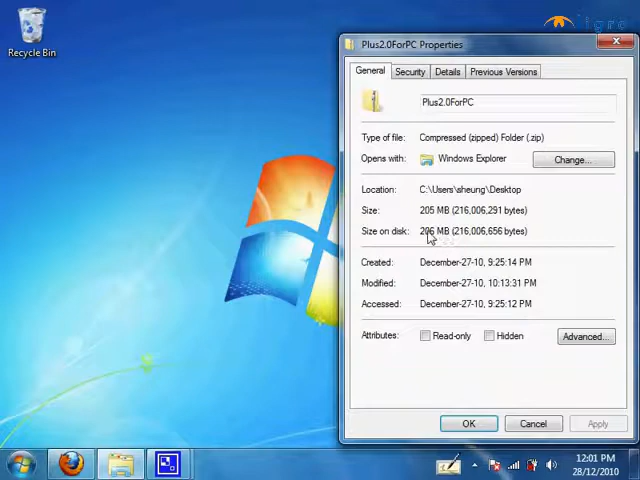 igro
Recycle Bin
Plus2.0ForPC Properties
General Security Details Previous Versions
Plus2.0ForPC
Type of file: Compressed (zipped) Folder (.zip)
Opens with: Windows Explorer Change...
Location: C:\Users\sheung\Desktop
Size: 205 MB (216,006,291 bytes)
Size on disk: 206 MB (216,006,656 bytes)
Created: December-27-10, 9:25:14 PM
Modified: December-27-10, 10:13:31 PM
Accessed: December-27-10, 9:25:12 PM
Attributes: Read-only Hidden Advanced...
OK Cancel Apply
12:01 PM
28/12/2010